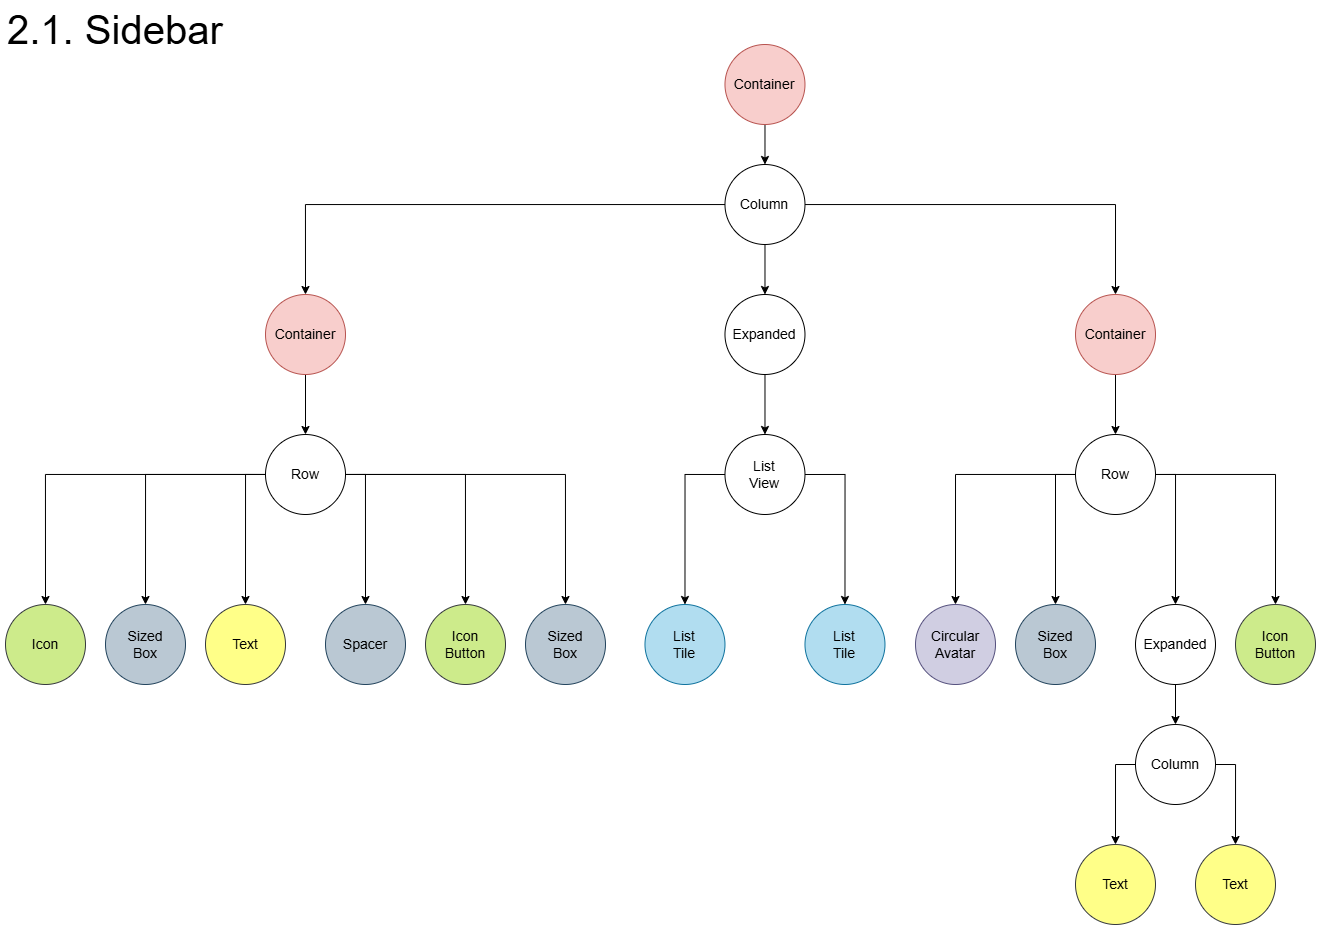 2.1. Sidebar
Container
Column
Container
Expanded
Container
Row
List
View
Row
Icon
Sized
Box
Text
Spacer
Icon
Button
Sized
Box
List
Tile
List
Tile
Circular
Avatar
Sized
Box
Expanded
Icon
Button
Column
Text
Text